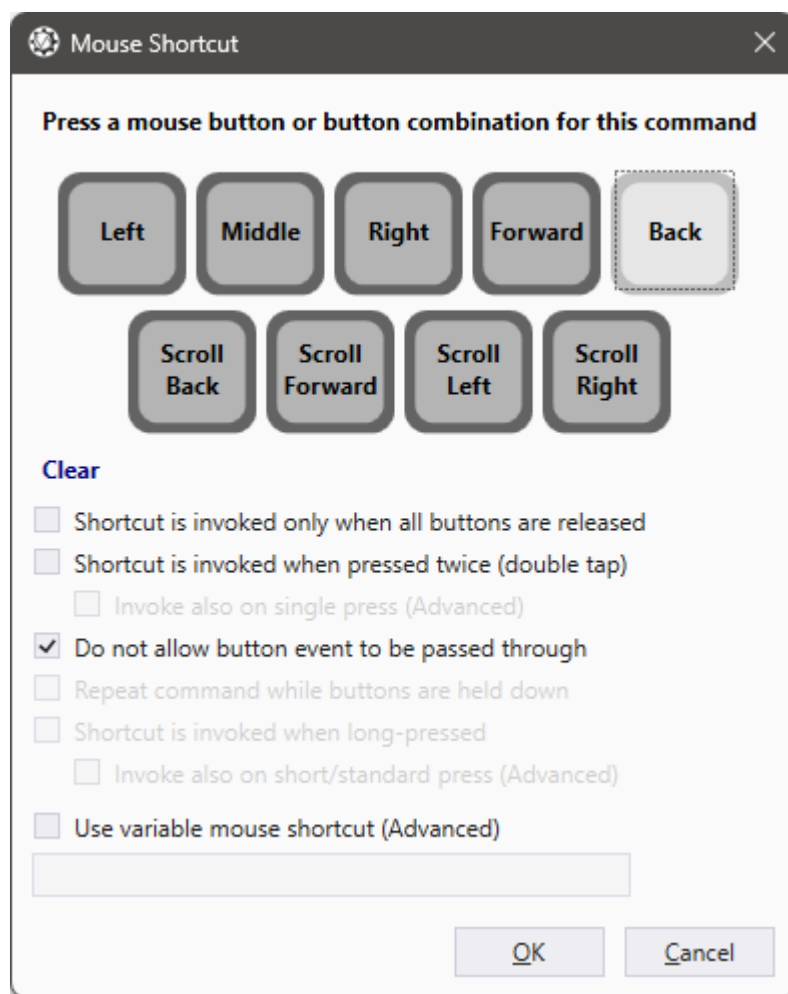 Mouse Shortcut
Press a mouse button or button combination for this command
Left Middle Right Forward Back
Scroll Back Scroll Forward Scroll Left Scroll Right
Clear
Shortcut is invoked only when all buttons are released
Shortcut is invoked when pressed twice (double tap)
Invoke also on single press (Advanced)
Do not allow button event to be passed through
Repeat command while buttons are held down
Shortcut is invoked when long-pressed
Invoke also on short/standard press (Advanced)
Use variable mouse shortcut (Advanced)
OK Cancel